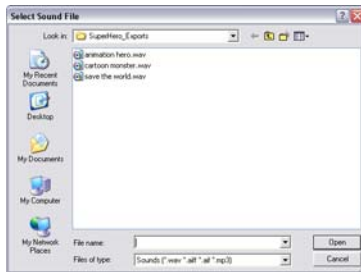 Select Sound File
Look in: SuperHero_Exports
animation hero.wav
cartoon monster.wav
save the world.wav
My Recent Documents
Desktop
My Documents
My Computer
My Network Places
File name:
Open
Files of type: Sounds (*.wav *.aiff *.aif *.mp3)
Cancel